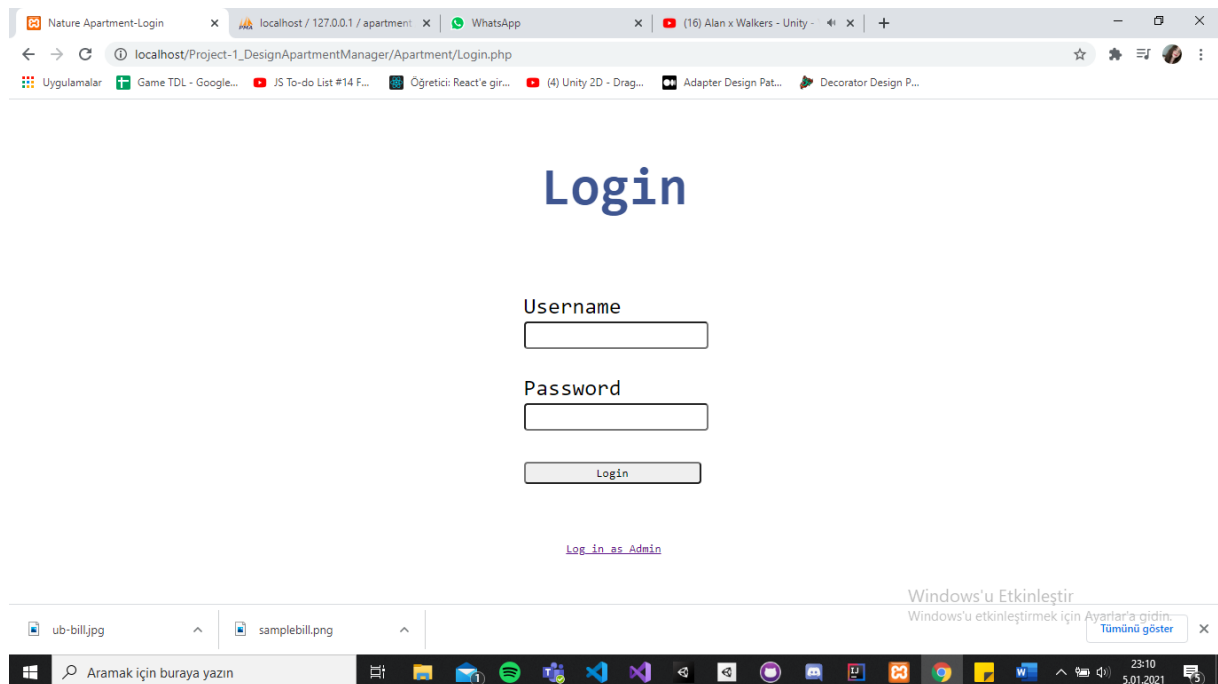 Nature Apartment-Login
localhost / 127.0.0.1 / apartment
WhatsApp
(16) Alan x Walkers - Unity -
localhost/Project-1_DesignApartmentManager/Apartment/Login.php
Uygulamalar
Game TDL - Google...
JS To-do List #14 F...
Öğretici: React'e gir...
(4) Unity 2D - Drag...
Adapter Design Pat...
Decorator Design P...
Login
Username
Password
Login
Log in as Admin
Windows'u Etkinleştir
Windows'u etkinleştirmek için Ayarlar'a gidin.
ub-bill.jpg
samplebill.png
Tümünü göster
Aramak için buraya yazın
23:10
5.01.2021